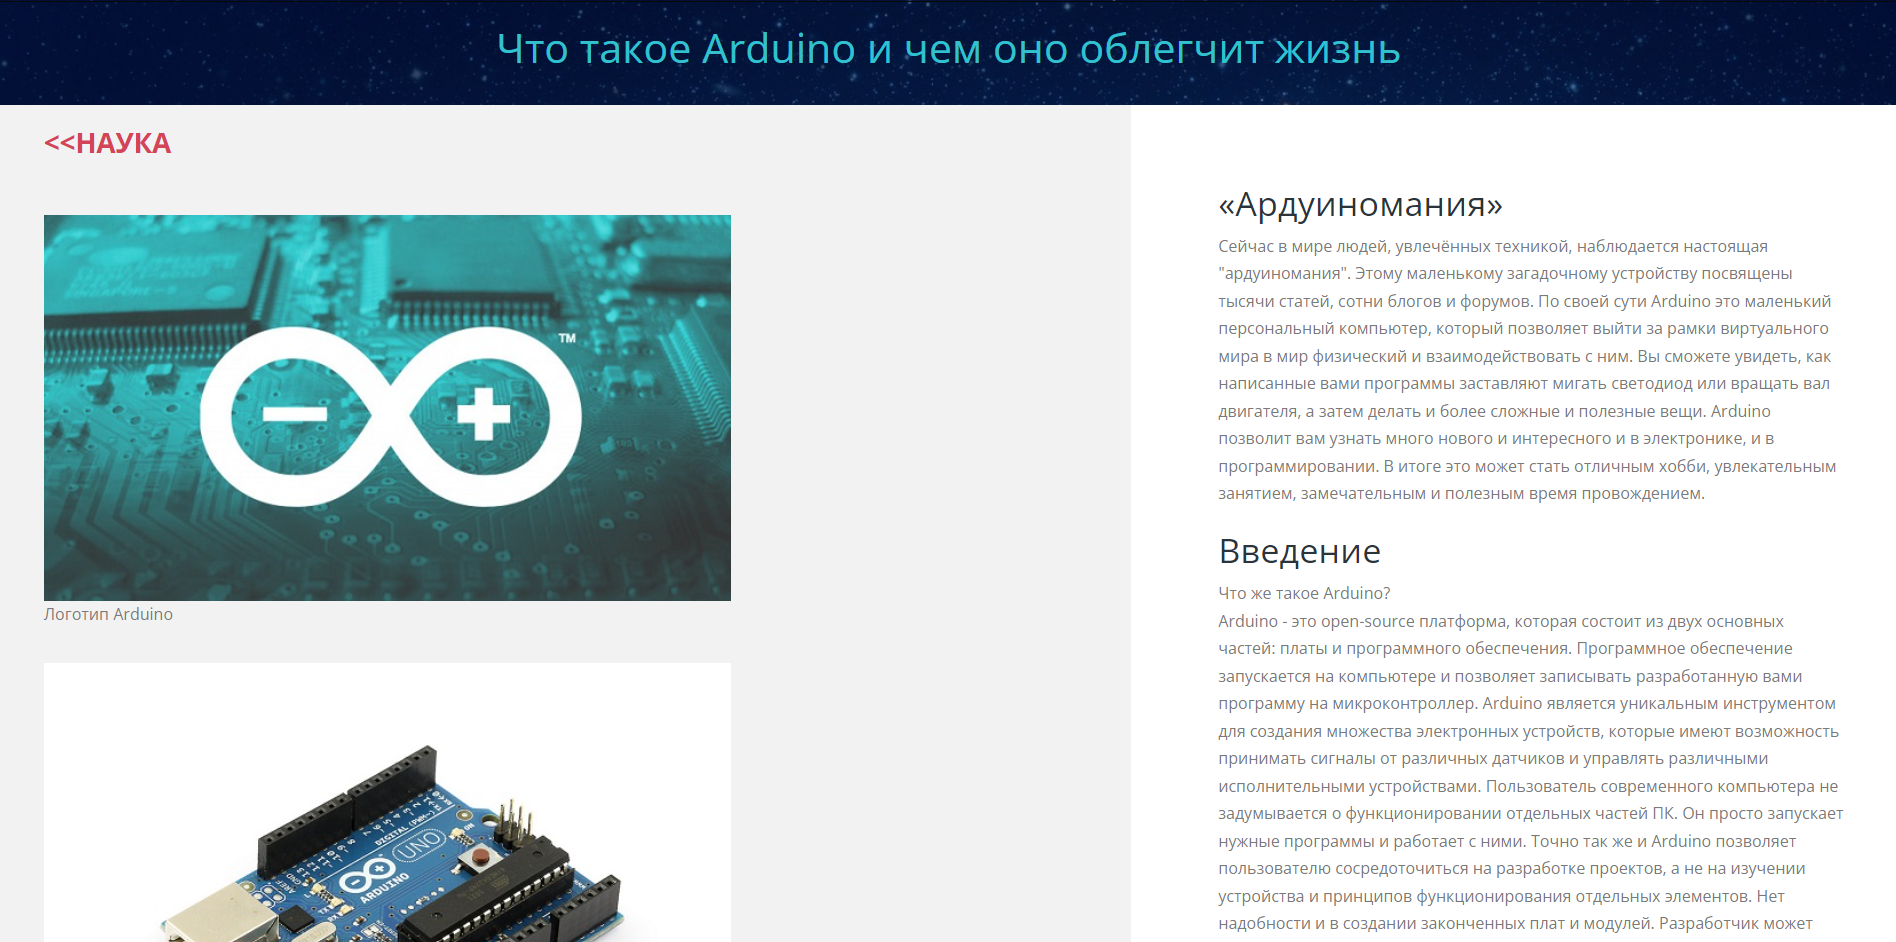 Что такое Arduino и чем оно облегчит жизнь
<<НАУКА
TM
Логотип Arduino
DIGITAL (PWM~)
UNO
ARDUINO
AREF
GND
13
12
TX
RX
ON
«Ардуиномания»
Сейчас в мире людей, увлечённых техникой, наблюдается настоящая
"ардуиномания". Этому маленькому загадочному устройству посвящены
тысячи статей, сотни блогов и форумов. По своей сути Arduino это маленький
персональный компьютер, который позволяет выйти за рамки виртуального
мира в мир физический и взаимодействовать с ним. Вы сможете увидеть, как
написанные вами программы заставляют мигать светодиод или вращать вал
двигателя, а затем делать и более сложные и полезные вещи. Arduino
позволит вам узнать много нового и интересного и в электронике, и в
программировании. В итоге это может стать отличным хобби, увлекательным
занятием, замечательным и полезным время провождением.
Введение
Что же такое Arduino?
Arduino - это open-source платформа, которая состоит из двух основных
частей: платы и программного обеспечения. Программное обеспечение
запускается на компьютере и позволяет записывать разработанную вами
программу на микроконтроллер. Arduino является уникальным инструментом
для создания множества электронных устройств, которые имеют возможность
принимать сигналы от различных датчиков и управлять различными
исполнительными устройствами. Пользователь современного компьютера не
задумывается о функционировании отдельных частей ПК. Он просто запускает
нужные программы и работает с ними. Точно так же и Arduino позволяет
пользователю сосредоточиться на разработке проектов, а не на изучении
устройства и принципов функционирования отдельных элементов. Нет
надобности и в создании законченных плат и модулей. Разработчик может